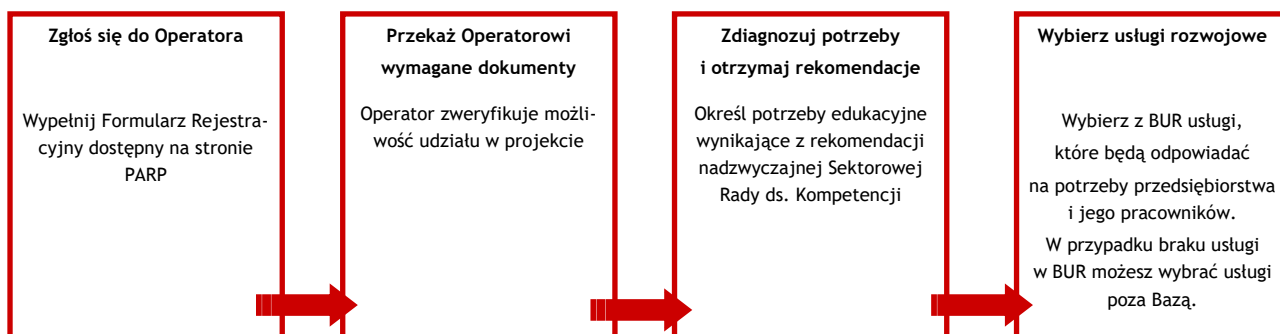 Zgłoś się do Operatora
Wypełnij Formularz Rejestra-
cyjny dostępny na stronie
PARP
Przekaż Operatorowi
wymagane dokumenty
Operator zweryfikuje możli-
wość udziału w projekcie
Zdiagnozuj potrzeby
i otrzymaj rekomendacje
Określ potrzeby edukacyjne
wynikające z rekomendacji
nadzwyczajnej Sektorowej
Rady ds. Kompetencji
Wybierz usługi rozwojowe
Wybierz z BUR usługi,
które będą odpowiadać
na potrzeby przedsiębiorstwa
i jego pracowników.
W przypadku braku usługi
w BUR możesz wybrać usługi
poza Bazą.